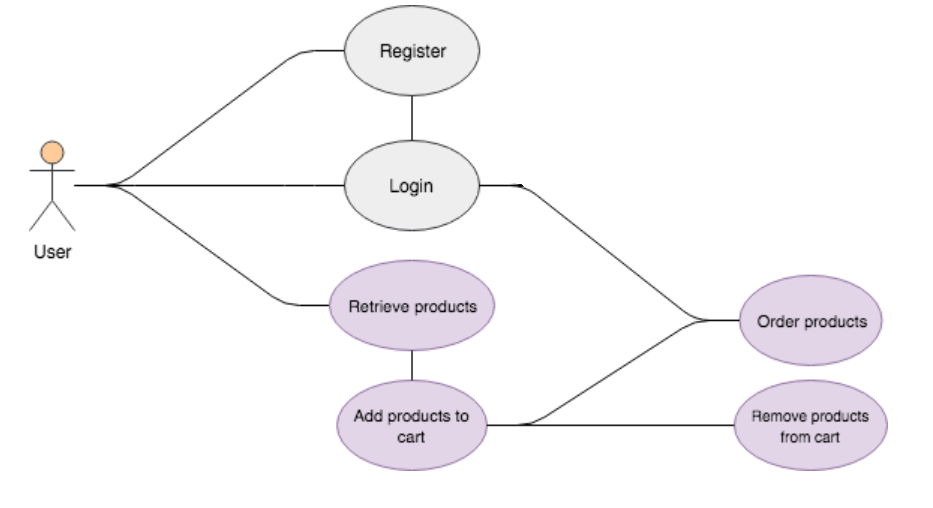 Register
Login
User
Retrieve products
Order products
Add products to
cart
Remove products
from cart